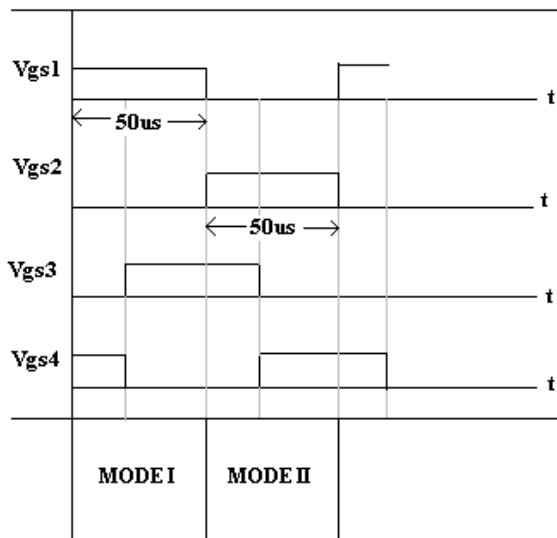 Vgs1
t
50us
Vgs2
t
50us
Vgs3
t
Vgs4
t
MODE I
MODE II